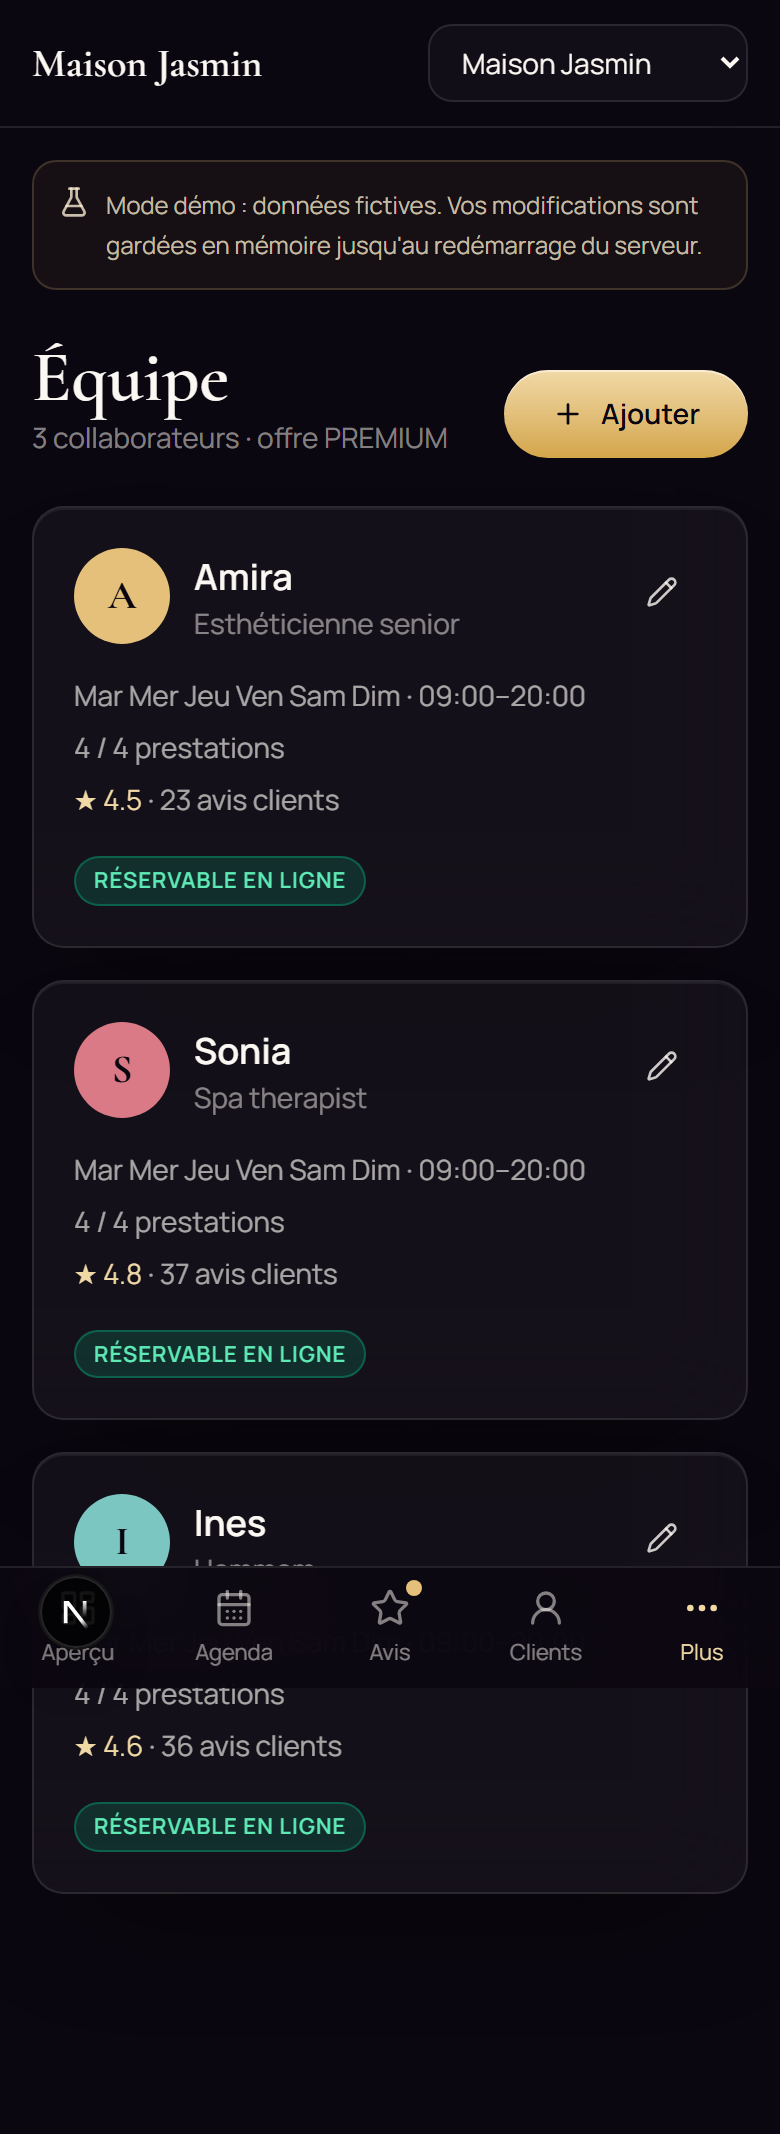 Maison Jasmin
Maison Jasmin
Mode démo : données fictives. Vos modifications sont
gardées en mémoire jusqu'au redémarrage du serveur.
Équipe
3 collaborateurs · offre PREMIUM
+ Ajouter
A
Amira
Esthéticienne senior
Mar Mer Jeu Ven Sam Dim · 09:00–20:00
4 / 4 prestations
★ 4.5 · 23 avis clients
RÉSERVABLE EN LIGNE
S
Sonia
Spa therapist
Mar Mer Jeu Ven Sam Dim · 09:00–20:00
4 / 4 prestations
★ 4.8 · 37 avis clients
RÉSERVABLE EN LIGNE
I
Ines
N
Aperçu
Agenda
Avis
Clients
Plus
4 / 4 prestations
★ 4.6 · 36 avis clients
RÉSERVABLE EN LIGNE